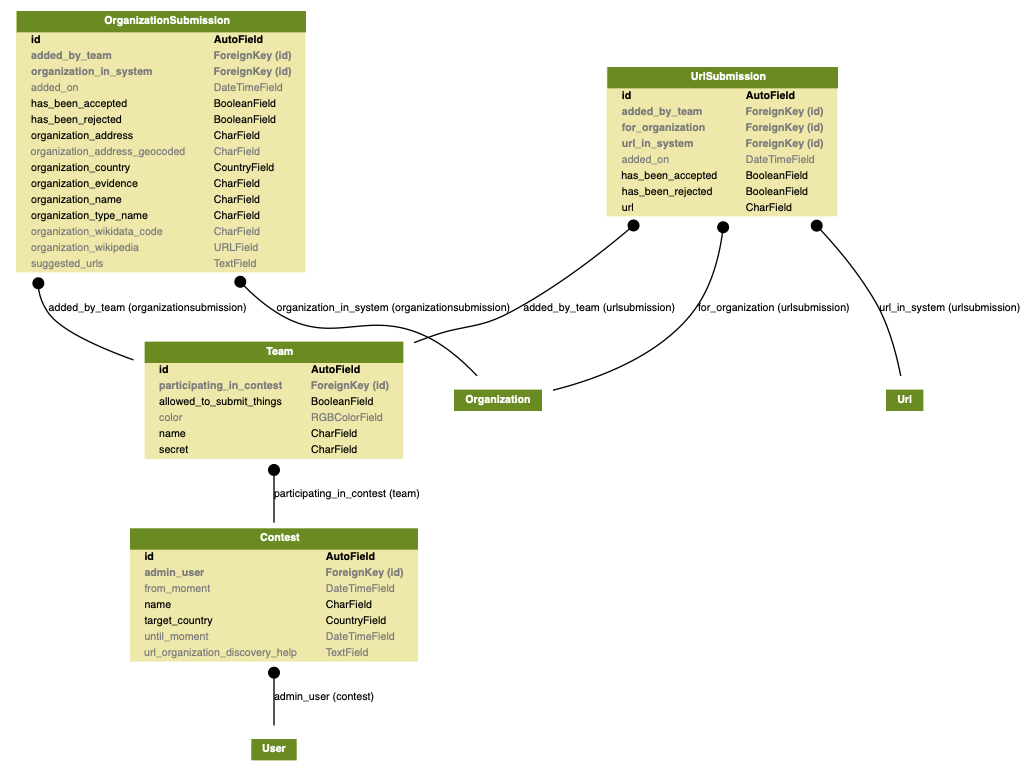 OrganizationSubmission
id AutoField
added_by_team ForeignKey (id)
organization_in_system ForeignKey (id)
added_on DateTimeField
has_been_accepted BooleanField
has_been_rejected BooleanField
organization_address CharField
organization_address_geocoded CharField
organization_country CountryField
organization_evidence CharField
organization_name CharField
organization_type_name CharField
organization_wikidata_code CharField
organization_wikipedia URLField
suggested_urls TextField
UrlSubmission
id AutoField
added_by_team ForeignKey (id)
for_organization ForeignKey (id)
url_in_system ForeignKey (id)
added_on DateTimeField
has_been_accepted BooleanField
has_been_rejected BooleanField
url CharField
added_by_team (organizationsubmission)
organization_in_system (organizationsubmission)
added_by_team (urlsubmission)
for_organization (urlsubmission)
url_in_system (urlsubmission)
Team
id AutoField
participating_in_contest ForeignKey (id)
allowed_to_submit_things BooleanField
color RGBColorField
name CharField
secret CharField
Organization
Url
participating_in_contest (team)
Contest
id AutoField
admin_user ForeignKey (id)
from_moment DateTimeField
name CharField
target_country CountryField
until_moment DateTimeField
url_organization_discovery_help TextField
admin_user (contest)
User